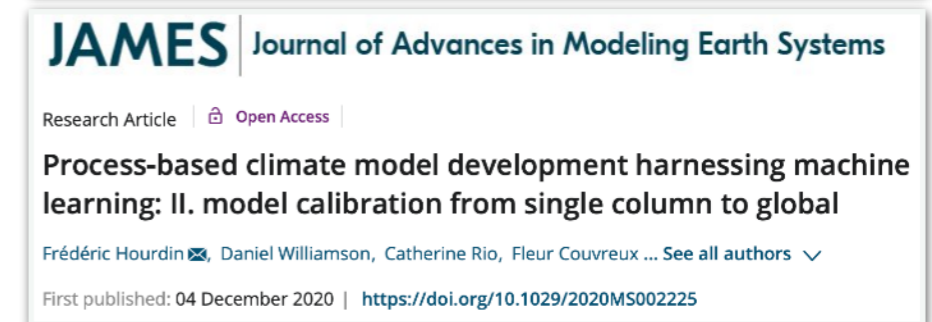 JAMES Journal of Advances in Modeling Earth Systems
Research Article Open Access
Process-based climate model development harnessing machine
learning: II. model calibration from single column to global
Frédéric Hourdin, Daniel Williamson, Catherine Rio, Fleur Couvreux ... See all authors
First published: 04 December 2020 | https://doi.org/10.1029/2020MS002225